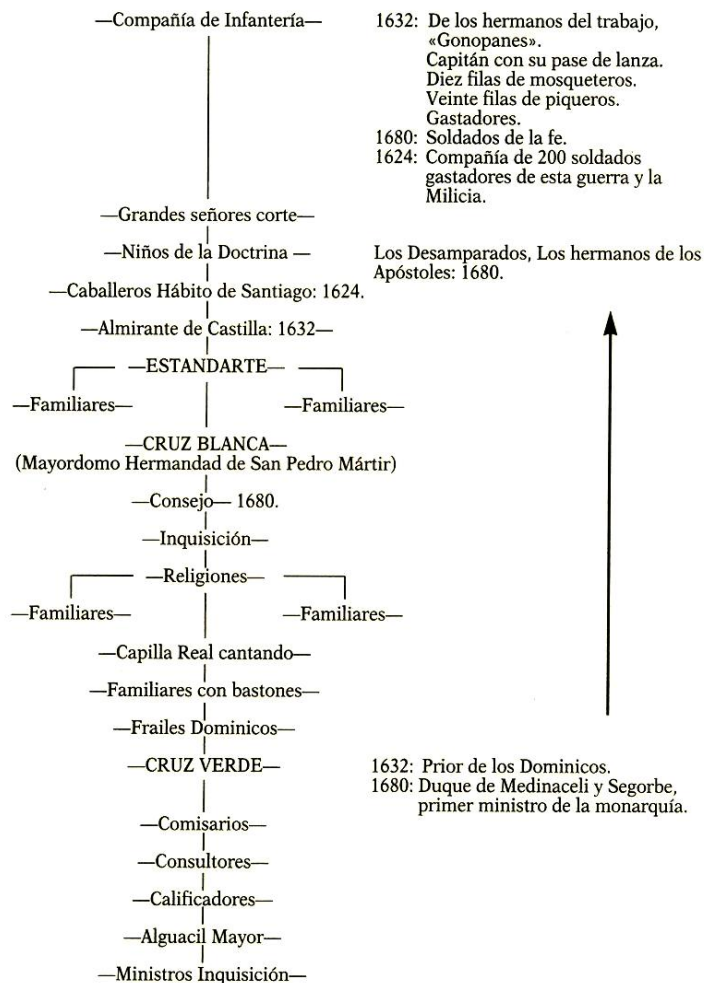 —Compañía de Infantería—
1632: De los hermanos del trabajo,
«Gonopanes».
Capitán con su pase de lanza.
Diez filas de mosqueteros.
Veinte filas de piqueros.
Gastadores.
1680: Soldados de la fe.
1624: Compañía de 200 soldados
gastadores de esta guerra y la
Milicia.
—Grandes señores corte—
—Niños de la Doctrina —
Los Desamparados, Los hermanos de los
Apóstoles: 1680.
—Caballeros Hábito de Santiago: 1624.
—Almirante de Castilla: 1632—
—ESTANDARTE—
—Familiares— —Familiares—
—CRUZ BLANCA—
(Mayordomo Hermandad de San Pedro Mártir)
—Consejo— 1680.
—Inquisición—
—Religiones—
—Familiares— —Familiares—
—Capilla Real cantando—
—Familiares con bastones—
—Frailes Dominicos—
—CRUZ VERDE—
1632: Prior de los Dominicos.
1680: Duque de Medinaceli y Segorbe,
primer ministro de la monarquía.
—Comisarios—
—Consultores—
—Calificadores—
—Alguacil Mayor—
—Ministros Inquisición—